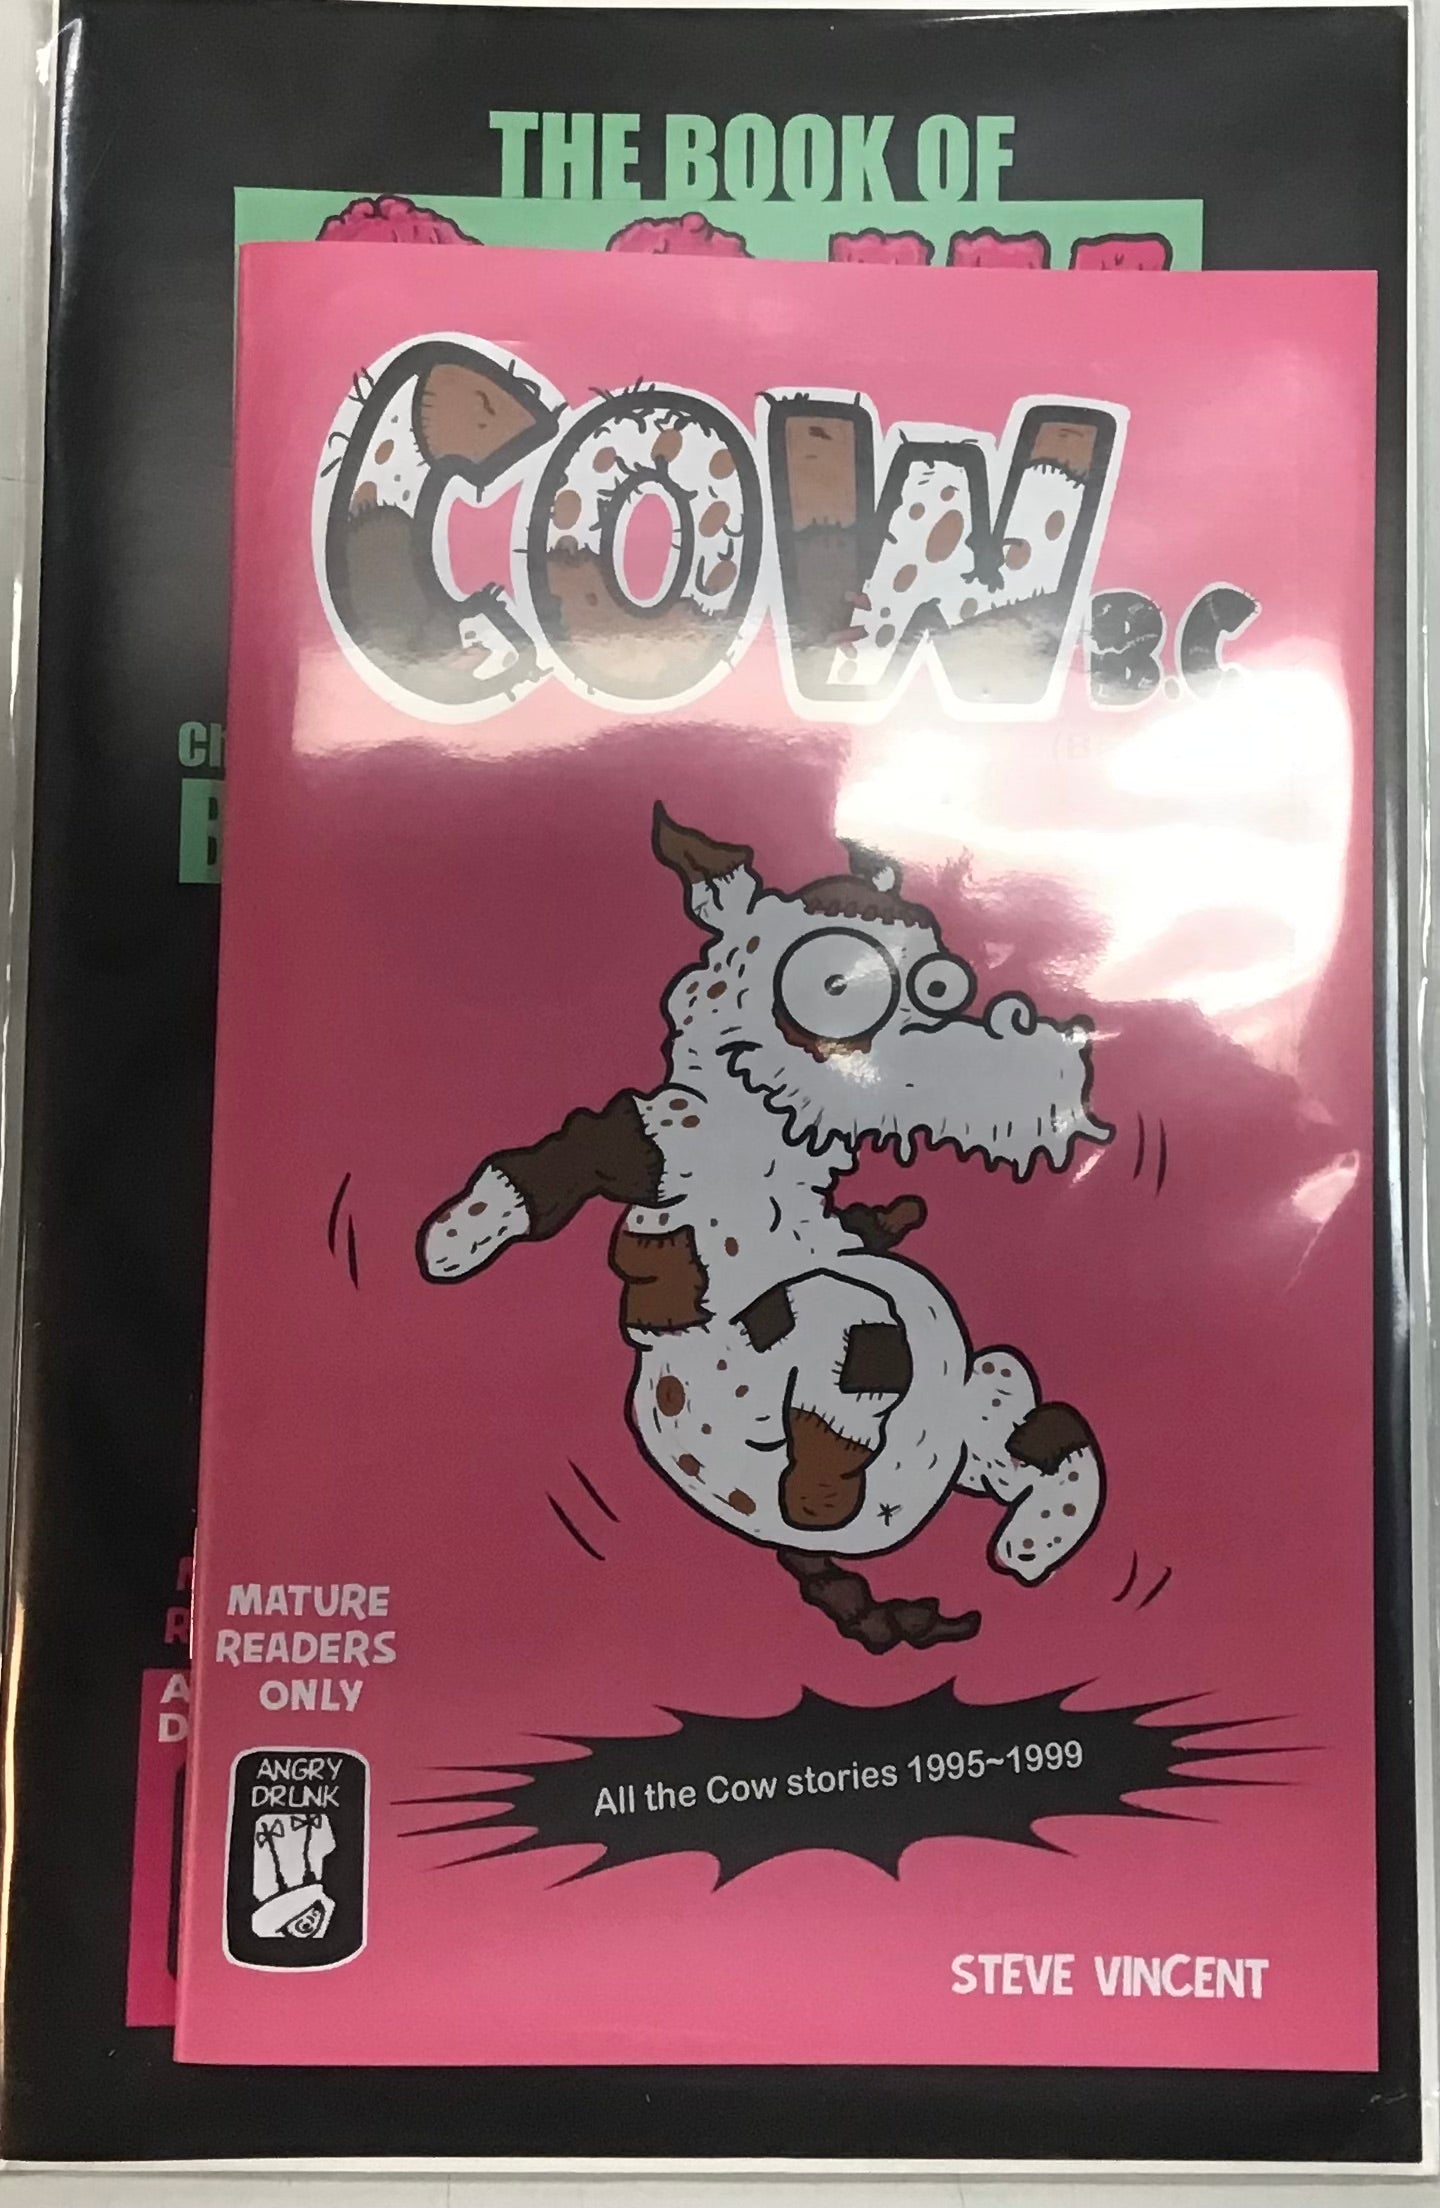 THE BOOK OF
COW
B.C.
MATURE
READERS
ONLY
ANGRY
DRUNK
All the Cow stories 1995~1999
STEVE VINCENT